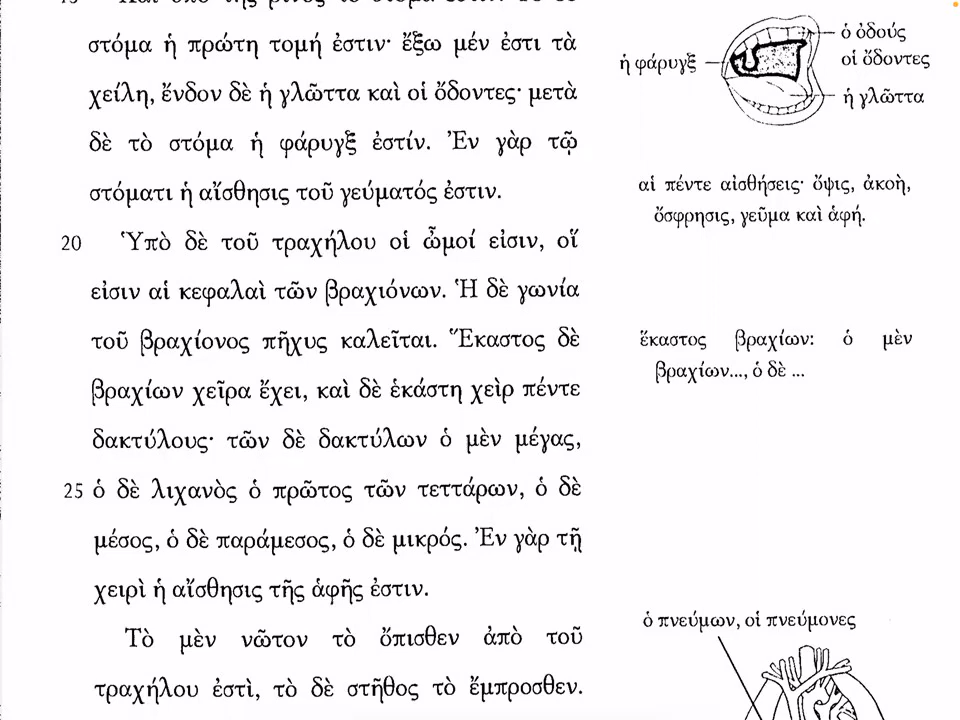 στόμα ἡ πρώτη τομή ἐστιν· ἔξω μέν ἐστι τὰ
χείλη, ἔνδον δὲ ἡ γλῶττα καὶ οἱ ὄδοντες· μετὰ
δὲ τὸ στόμα ἡ φάρυγξ ἐστίν. Ἐν γὰρ τῷ
στόματι ἡ αἴσθησις τοῦ γεύματός ἐστιν.
20 Ὑπὸ δὲ τοῦ τραχήλου οἱ ὦμοί εἰσιν, οἵ
εἰσιν αἱ κεφαλαὶ τῶν βραχιόνων. Ἡ δὲ γωνία
τοῦ βραχίονος πῆχυς καλεῖται. Ἕκαστος δὲ
βραχίων χεῖρα ἔχει, καὶ δὲ ἑκάστη χεὶρ πέντε
δακτύλους· τῶν δὲ δακτύλων ὁ μὲν μέγας,
25 ὁ δὲ λιχανὸς ὁ πρῶτος τῶν τεττάρων, ὁ δὲ
μέσος, ὁ δὲ παράμεσος, ὁ δὲ μικρός. Ἐν γὰρ τῇ
χειρὶ ἡ αἴσθησις τῆς ἁφῆς ἐστιν.
Τὸ μὲν νῶτον τὸ ὄπισθεν ἀπὸ τοῦ
τραχήλου ἐστὶ, τὸ δὲ στῆθος τὸ ἔμπροσθεν.
ὁ ὀδούς
οἱ ὄδοντες
ἡ φάρυγξ
ἡ γλῶττα
αἱ πέντε αἰσθήσεις· ὄψις, ἀκοὴ,
ὄσφρησις, γεῦμα καὶ ἁφή.
ἕκαστος βραχίων: ὁ μὲν
βραχίων..., ὁ δὲ ...
ὁ πνεύμων, οἱ πνεύμονες